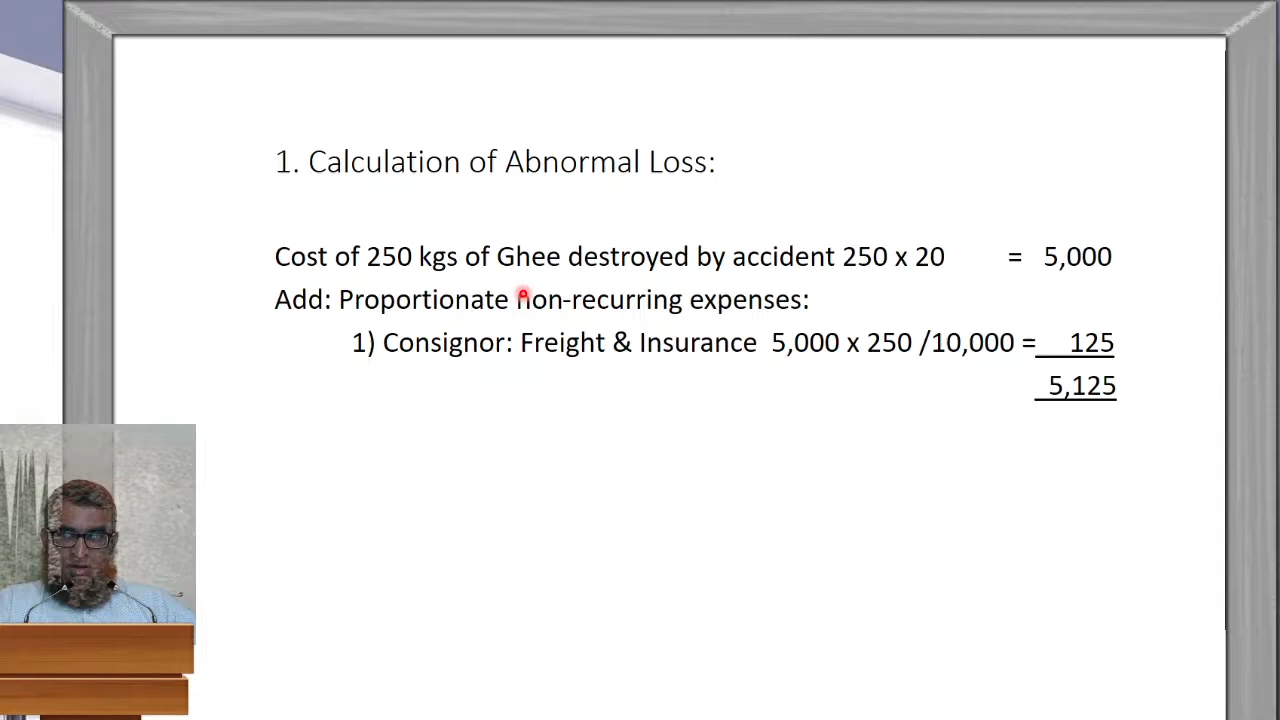 1. Calculation of Abnormal Loss:
Cost of 250 kgs of Ghee destroyed by accident 250 x 20 = 5,000
Add: Proportionate non-recurring expenses:
1) Consignor: Freight & Insurance 5,000 x 250 /10,000 = 125
5,125